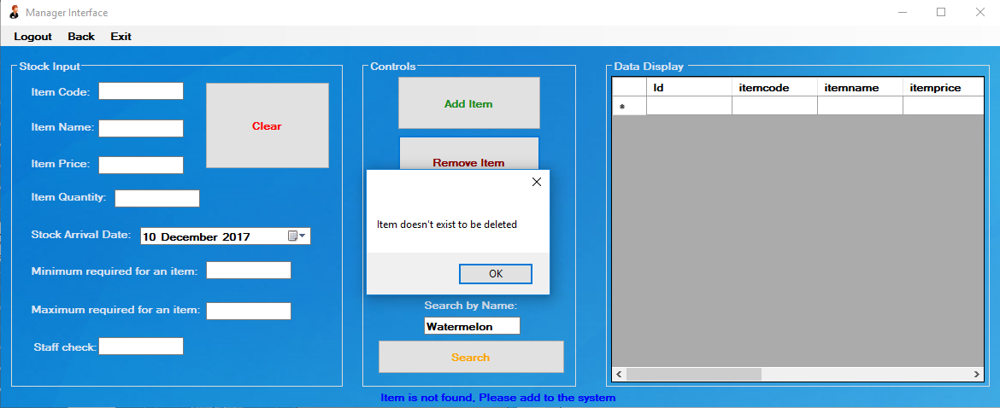 Manager Interface
Logout Back Exit
Stock Input
Item Code:
Item Name:
Item Price:
Item Quantity:
Stock Arrival Date: 10 December 2017
Minimum required for an item:
Maximum required for an item:
Staff check:
Clear
Controls
Add Item
Remove Item
Item doesn't exist to be deleted
OK
Search by Name:
Watermelon
Search
Data Display
Id itemcode itemname itemprice
*
Item is not found, Please add to the system